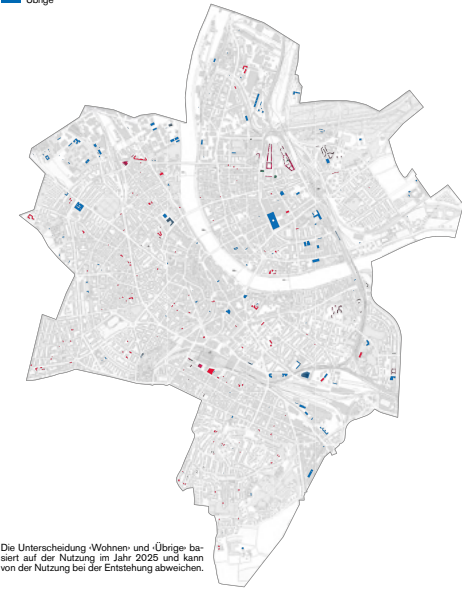 Übrige
Die Unterscheidung ‹Wohnen› und ‹Übrige› ba-
siert auf der Nutzung im Jahr 2025 und kann
von der Nutzung bei der Entstehung abweichen.